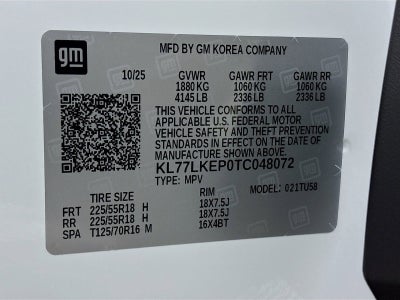 gm
MFD BY GM KOREA COMPANY
10/25 GVWR GAWR FRT GAWR RR
1880 KG 1060 KG 1060 KG
4145 LB 2336 LB 2336 LB
THIS VEHICLE CONFORMS TO ALL
APPLICABLE U.S. FEDERAL MOTOR
VEHICLE SAFETY AND THEFT PREVENTION
STANDARDS IN EFFECT ON THE DATE OF
MANUFACTURE SHOWN ABOVE.
KL77LKEP0TC048072
TYPE: MPV MODEL: 021TU58
TIRE SIZE RIM
FRT 225/55R18 H 18X7.5J
RR 225/55R18 H 18X7.5J
SPA T125/70R16 M 16X4BT